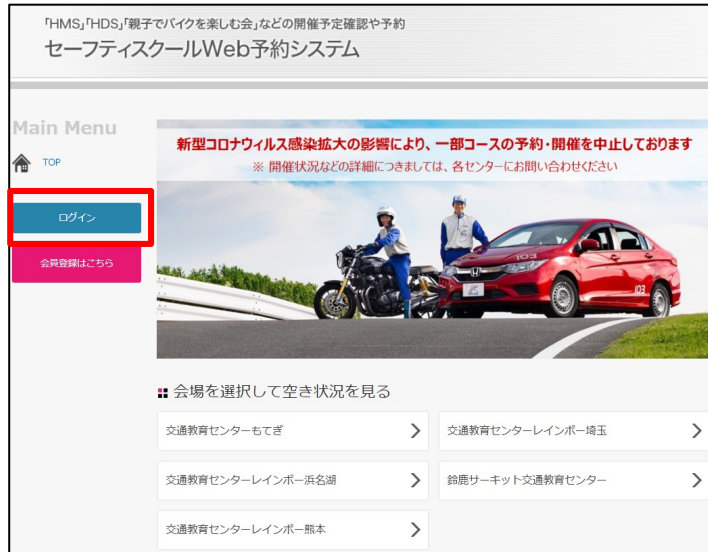 「HMS」「HDS」「親子でバイクを楽しむ会」などの開催予定確認や予約
セーフティスクールWeb予約システム
Main Menu
TOP
ログイン
会員登録はこちら
新型コロナウィルス感染拡大の影響により、一部コースの予約・開催を中止しております
※ 開催状況などの詳細につきましては、各センターにお問い合わせください
103
103
会場を選択して空き状況を見る
交通教育センターもてぎ
交通教育センターレインボー埼玉
交通教育センターレインボー浜名湖
鈴鹿サーキット交通教育センター
交通教育センターレインボー熊本